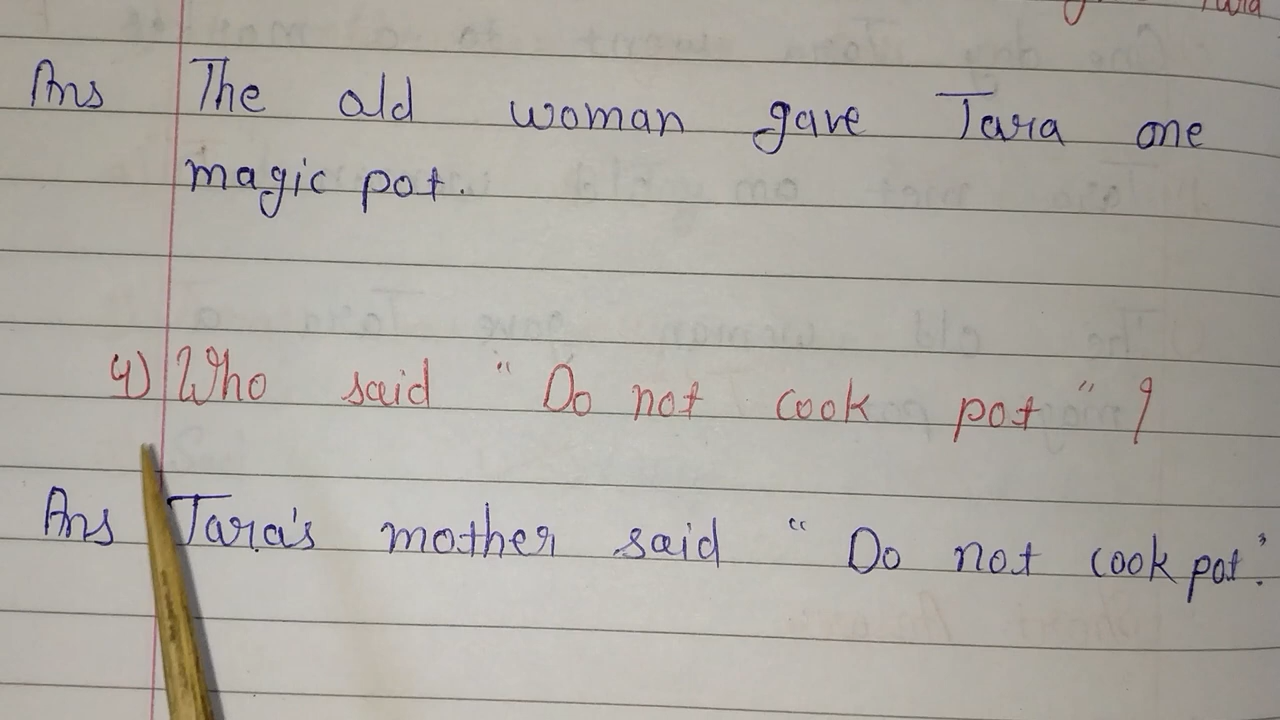 Ans The old woman gave Tara one
magic pot.
4) Who said " Do not cook pot " ?
Ans Tara's mother said " Do not cook pot."